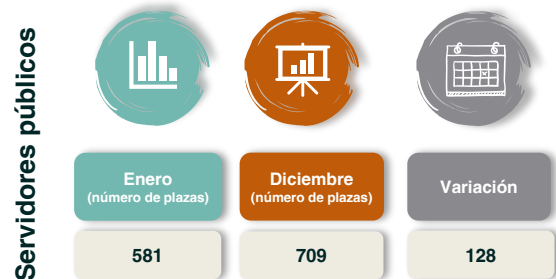 Servidores públicos
Enero
(número de plazas)
Diciembre
(número de plazas)
Variación
581
709
128